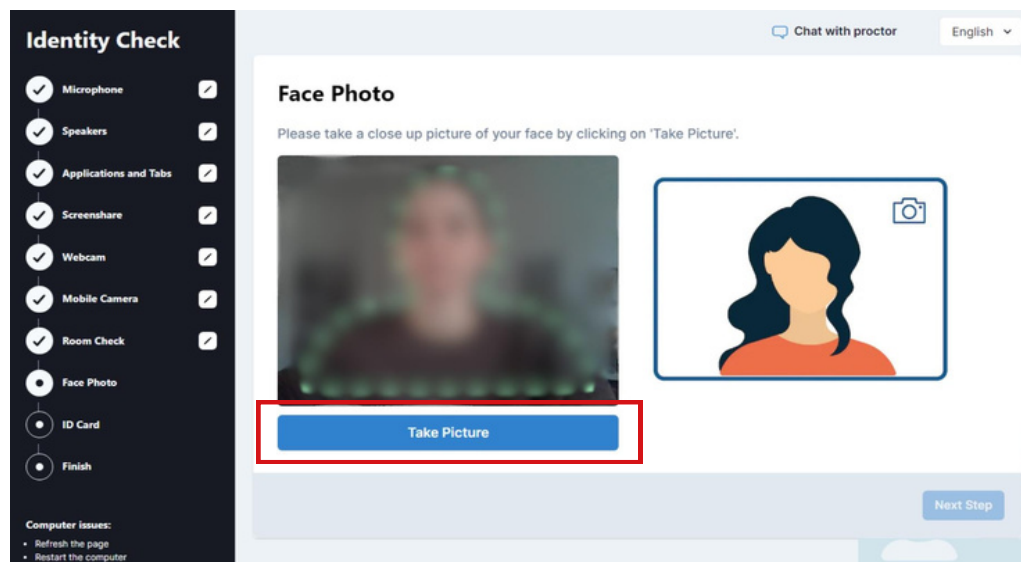 Identity Check
Microphone
Speakers
Applications and Tabs
Screenshare
Webcam
Mobile Camera
Room Check
Face Photo
ID Card
Finish
Computer issues:
• Refresh the page
• Restart the computer
Chat with proctor
English
Face Photo
Please take a close up picture of your face by clicking on 'Take Picture'.
Take Picture
Next Step